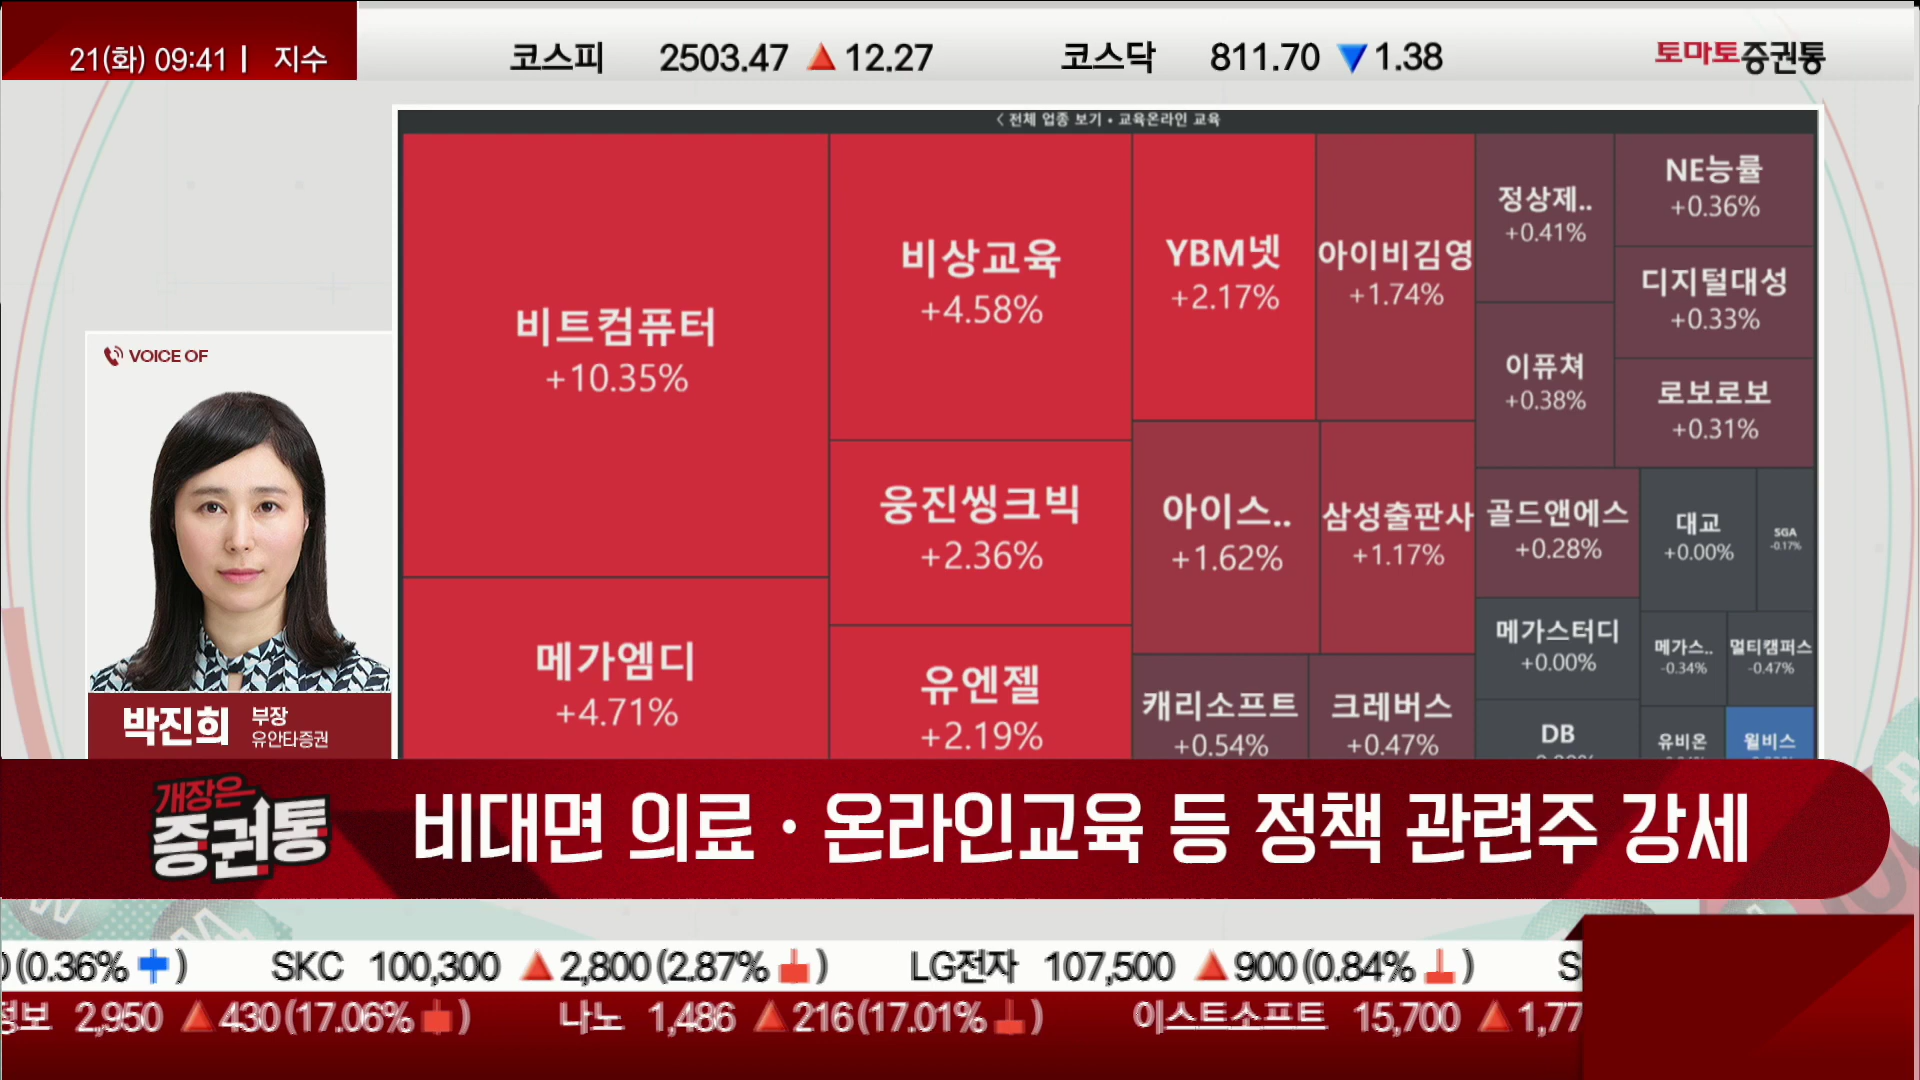 21(화) 09:41 | 지수
코스피 2503.47 ▲ 12.27 코스닥 811.70 ▼ 1.38
토마토증권통
< 전체 업종 보기 • 교육온라인 교육
비트컴퓨터
+10.35%
메가엠디
+4.71%
비상교육
+4.58%
웅진씽크빅
+2.36%
유엔젤
+2.19%
YBM넷
+2.17%
아이비김영
+1.74%
아이스..
+1.62%
삼성출판사
+1.17%
캐리소프트
+0.54%
크레버스
+0.47%
정상제..
+0.41%
이퓨쳐
+0.38%
NE능률
+0.36%
디지털대성
+0.33%
로보로보
+0.31%
골드앤에스
+0.28%
대교
+0.00%
SGA
-0.17%
메가스터디
+0.00%
메가스..
-0.34%
멀티캠퍼스
-0.47%
DB
유비온
윌비스
VOICE OF
박진희 부장
유안타증권
개장은
증권통
비대면 의료 · 온라인교육 등 정책 관련주 강세
(0.36% ) SKC 100,300 ▲2,800(2.87% ) LG전자 107,500 ▲900(0.84% ) S
정보 2,950 ▲430(17.06% ) 나노 1,486 ▲216(17.01% ) 이스트소프트 15,700 ▲1,77